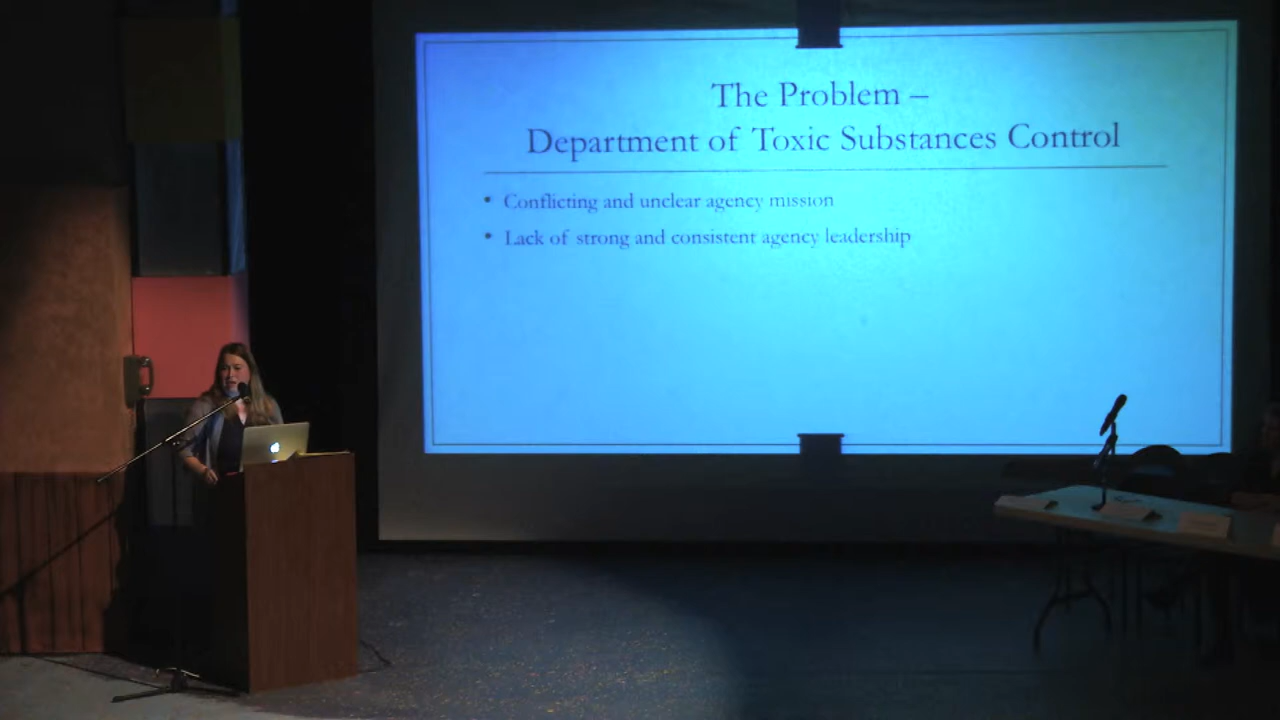 The Problem –
Department of Toxic Substances Control
• Conflicting and unclear agency mission
• Lack of strong and consistent agency leadership